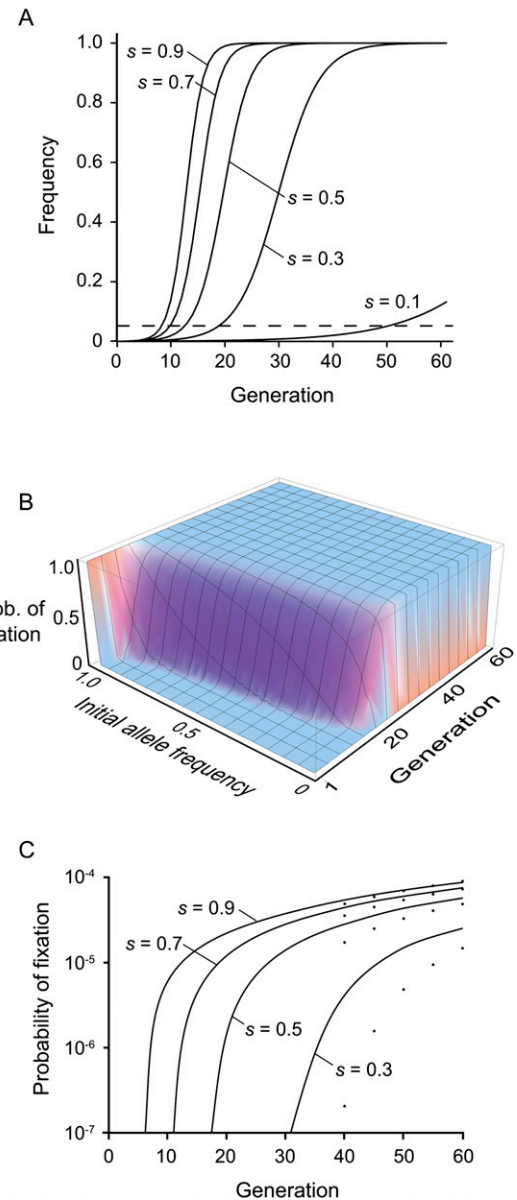 A
1.0
s = 0.9
s = 0.7
0.8
0.6
Frequency
s = 0.5
0.4
s = 0.3
0.2
s = 0.1
0
0 10 20 30 40 50 60
Generation
B
1.0
ob. of
0.5
ation
0
1.0
0.5
0
Initial allele frequency
1
20
40
60
Generation
C
10-4
s = 0.9
s = 0.7
10-5
Probability of fixation
s = 0.5
10-6
s = 0.3
10-7
0 10 20 30 40 50 60
Generation